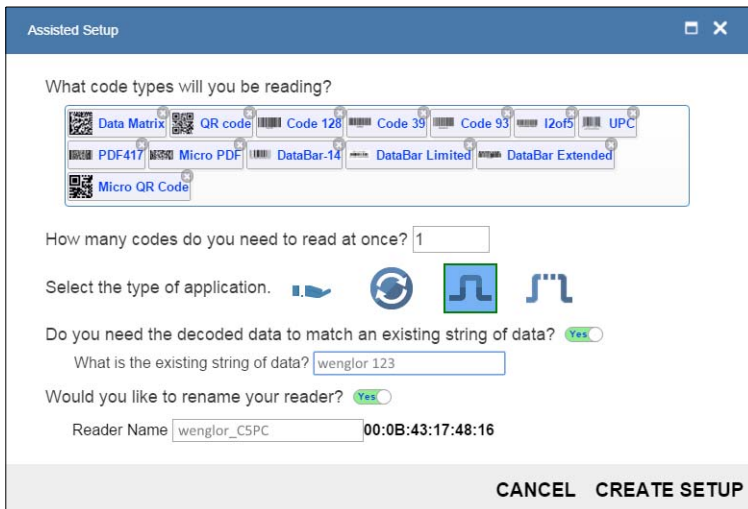 Assisted Setup
What code types will you be reading?
Data Matrix QR code Code 128 Code 39 Code 93 I2of5 UPC
PDF417 Micro PDF DataBar-14 DataBar Limited DataBar Extended
Micro QR Code
How many codes do you need to read at once? 1
Select the type of application.
Do you need the decoded data to match an existing string of data? Yes
What is the existing string of data? wenglor 123
Would you like to rename your reader? Yes
Reader Name wenglor_C5PC 00:0B:43:17:48:16
CANCEL CREATE SETUP